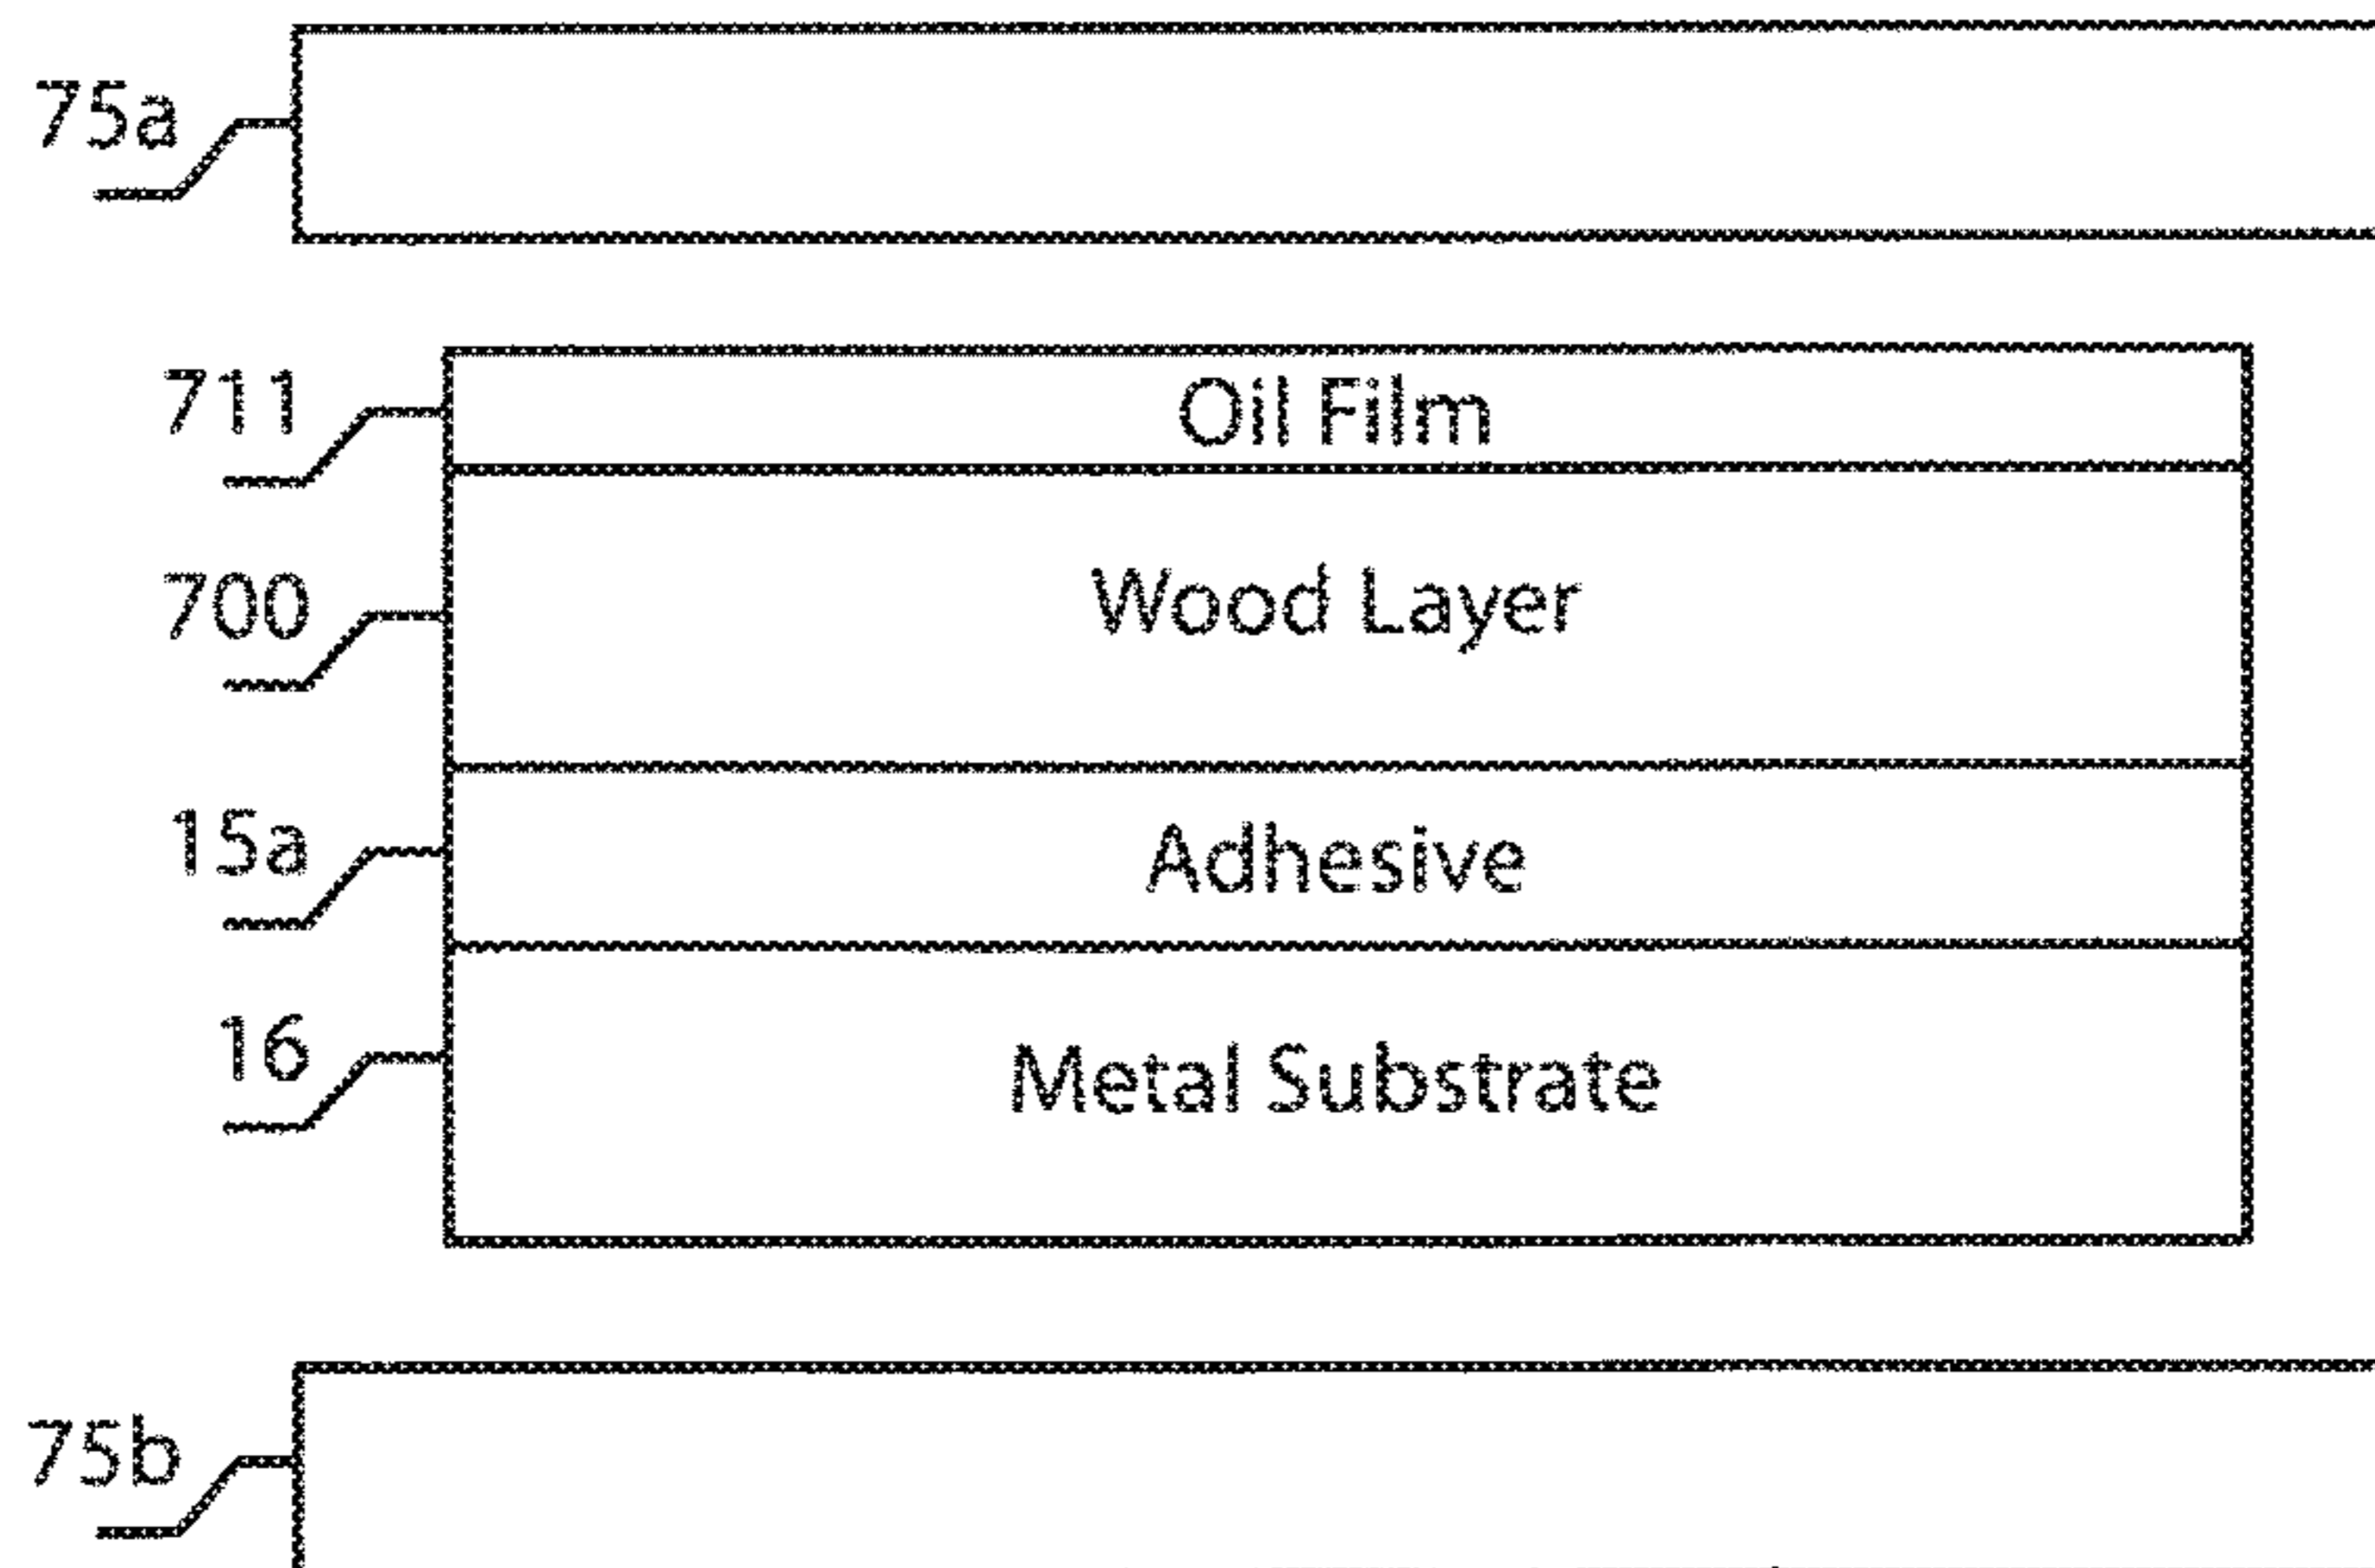 75a
711
Oil Film
700
Wood Layer
15a
Adhesive
16
Metal Substrate
75b